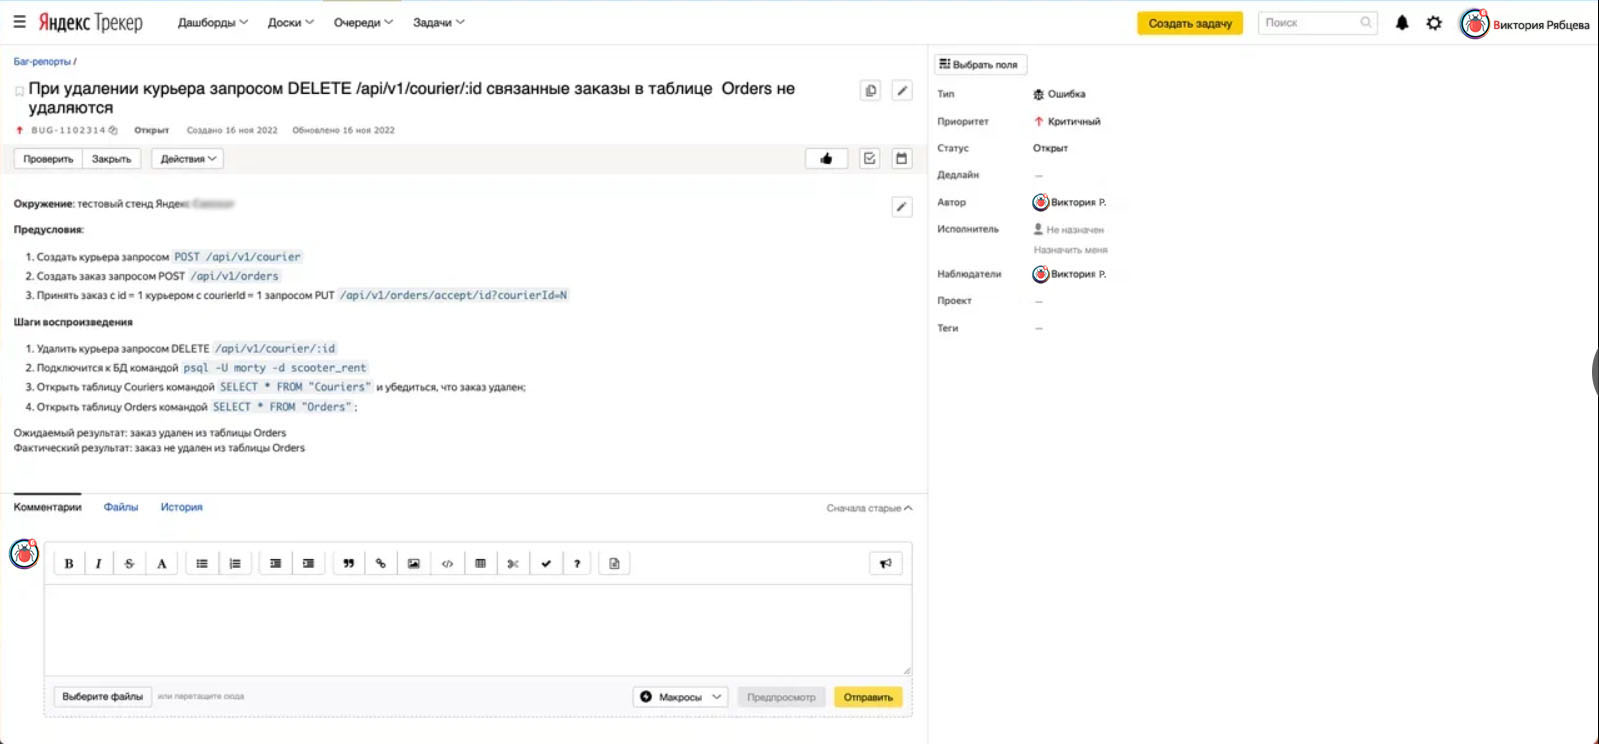 Яндекс Трекер
Дашборды
Доски
Очереди
Задачи
Создать задачу
Поиск
Виктория Рябцева
Баг-репорты /
При удалении курьера запросом DELETE /api/v1/courier/:id связанные заказы в таблице Orders не
удаляются
BUG-1102314 Открыт Создано 16 ноя 2022 Обновлено 16 ноя 2022
Проверить Закрыть Действия
Окружение: тестовый стенд Яндекс
Предусловия:
1. Создать курьера запросом POST /api/v1/courier
2. Создать заказ запросом POST /api/v1/orders
3. Принять заказ с id = 1 курьером с courierId = 1 запросом PUT /api/v1/orders/accept/id?courierId=N
Шаги воспроизведения
1. Удалить курьера запросом DELETE /api/v1/courier/:id
2. Подключится к БД командой psql -U morty -d scooter_rent
3. Открыть таблицу Couriers командой SELECT * FROM "Couriers" и убедиться, что заказ удален;
4. Открыть таблицу Orders командой SELECT * FROM "Orders";
Ожидаемый результат: заказ удален из таблицы Orders
Фактический результат: заказ не удален из таблицы Orders
Комментарии Файлы История
Сначала старые
B I S A
Выберите файлы или перетащите сюда
Макросы
Предпросмотр
Отправить
Выбрать поля
Тип Ошибка
Приоритет Критичный
Статус Открыт
Дедлайн —
Автор Виктория Р.
Исполнитель Не назначен
Назначить меня
Наблюдатели Виктория Р.
Проект —
Теги —